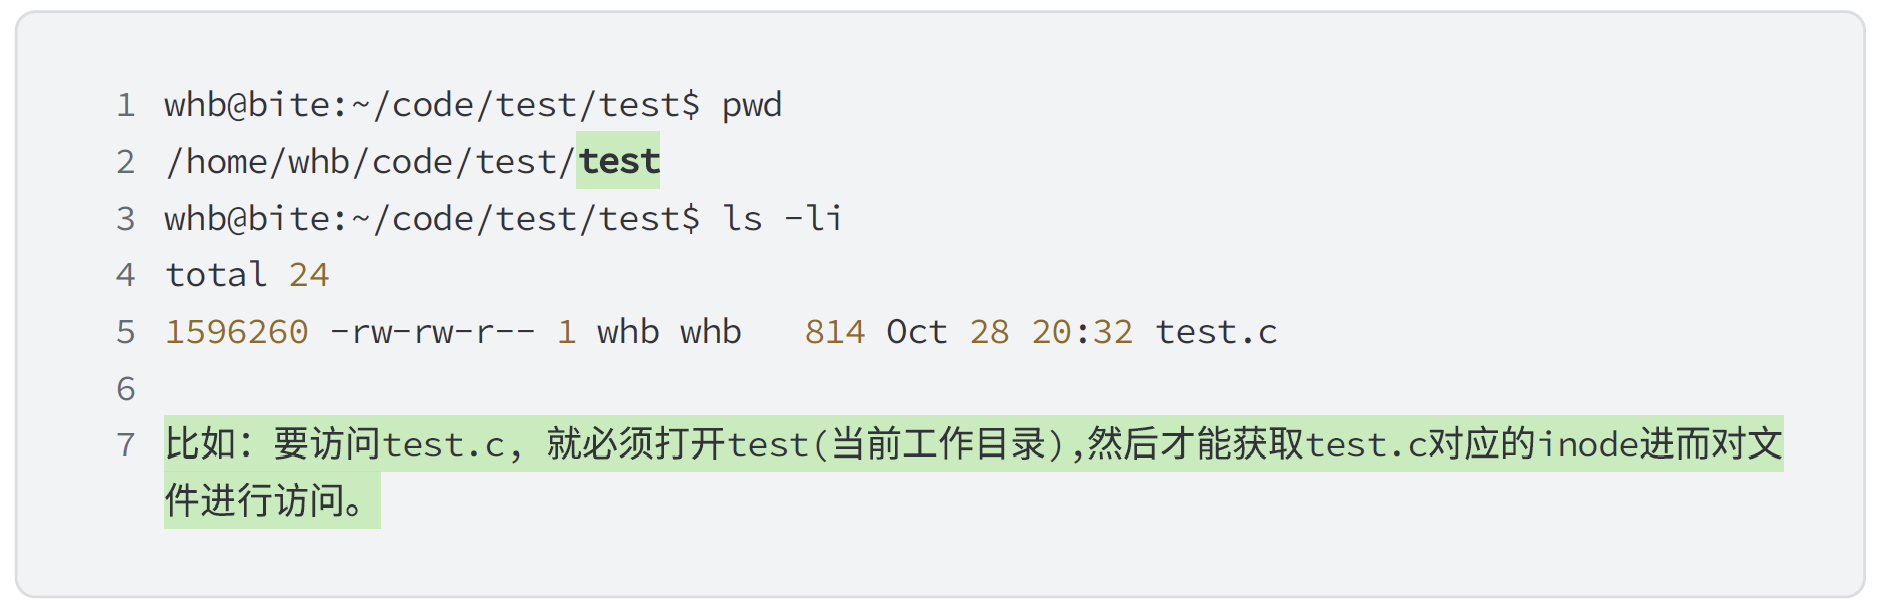 1 whb@bite:~/code/test/test$ pwd
2 /home/whb/code/test/test
3 whb@bite:~/code/test/test$ ls -li
4 total 24
5 1596260 -rw-rw-r-- 1 whb whb   814 Oct 28 20:32 test.c
6
7 比如：要访问test.c, 就必须打开test(当前工作目录),然后才能获取test.c对应的inode进而对文
件进行访问。